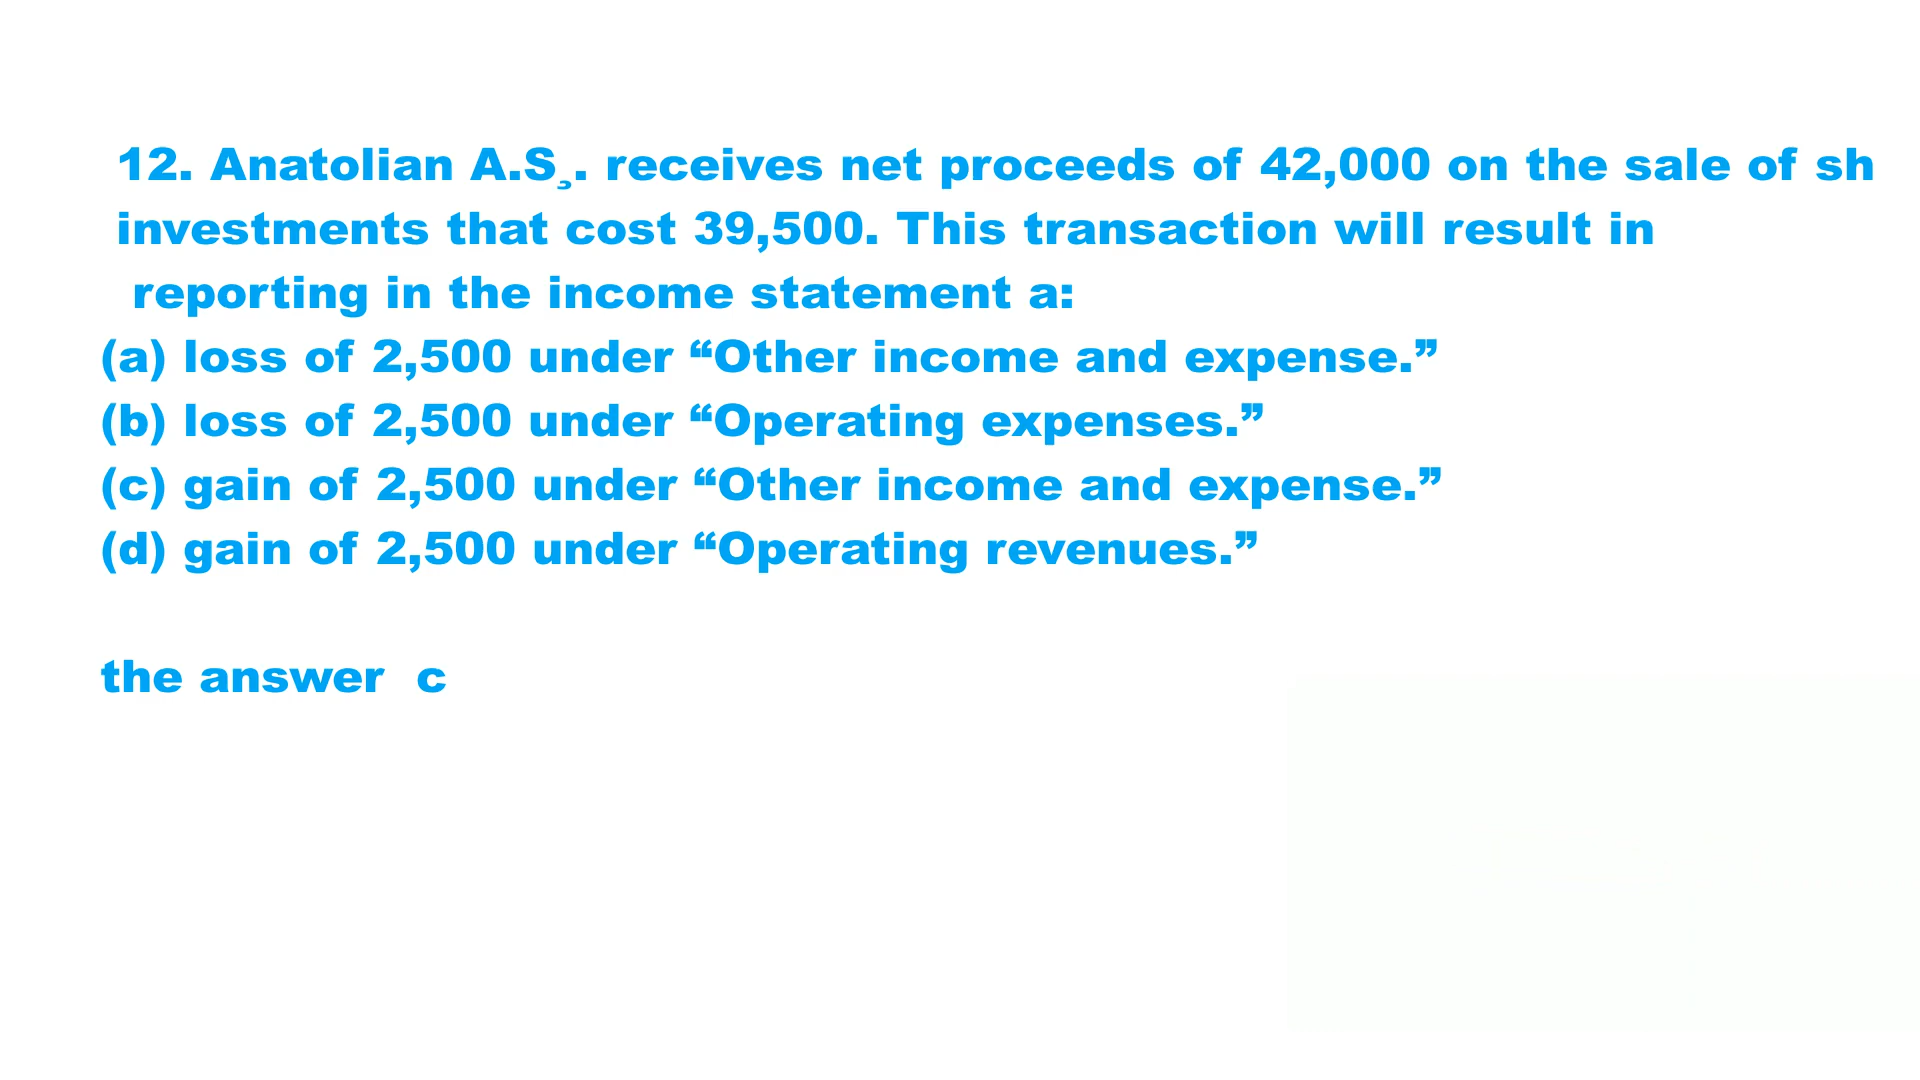 12. Anatolian A.S¸. receives net proceeds of 42,000 on the sale of sh
investments that cost 39,500. This transaction will result in
reporting in the income statement a:
(a) loss of 2,500 under “Other income and expense.”
(b) loss of 2,500 under “Operating expenses.”
(c) gain of 2,500 under “Other income and expense.”
(d) gain of 2,500 under “Operating revenues.”
the answer c